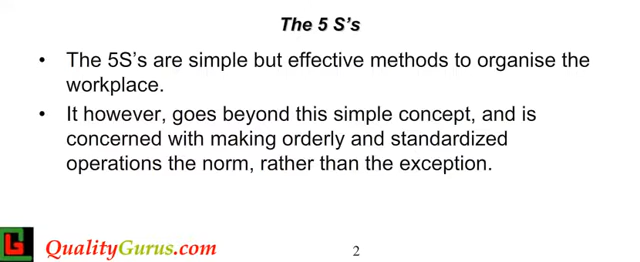 The 5 S's
• The 5S's are simple but effective methods to organise the
workplace.
• It however, goes beyond this simple concept, and is
concerned with making orderly and standardized
operations the norm, rather than the exception.
QualityGurus.com
2